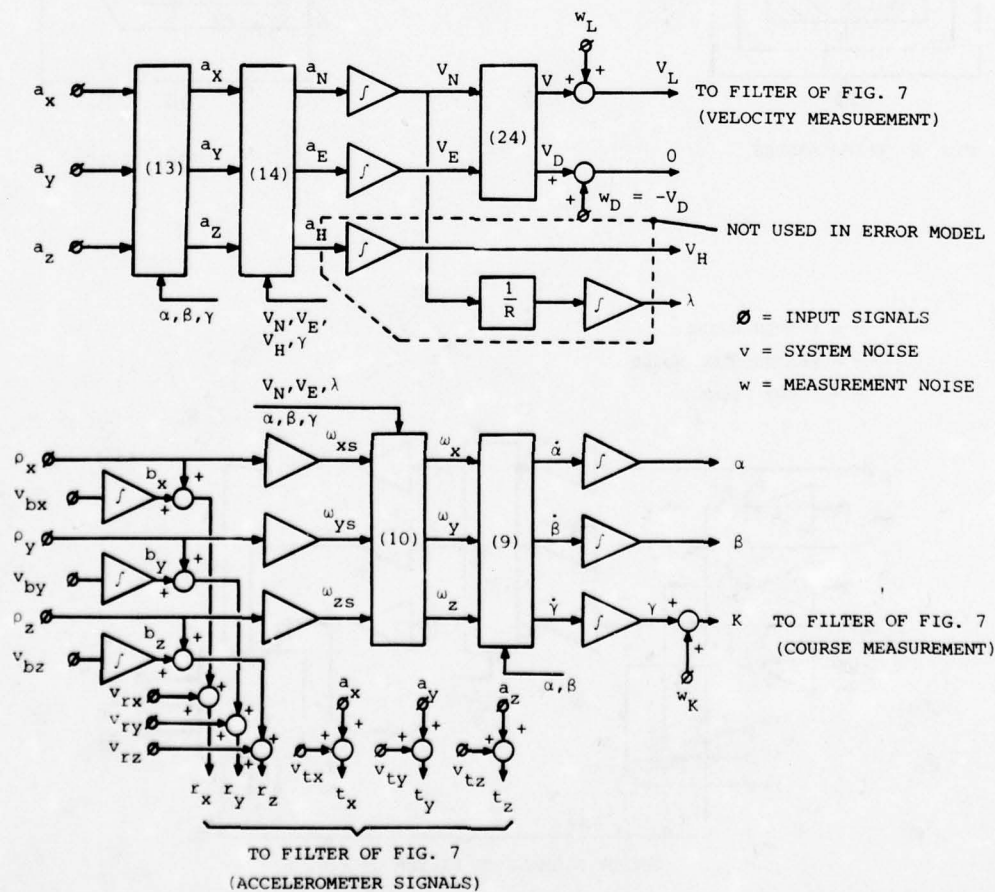 w_L
a_x a_X a_N ∫ V_N V + + V_L TO FILTER OF FIG. 7
(VELOCITY MEASUREMENT)
(13) (14) (24)
a_y a_Y a_E ∫ V_E V_D + 0
+ w_D = -V_D
a_z a_Z a_H ∫ V_H NOT USED IN ERROR MODEL
α,β,γ
V_N,V_E,
V_H,γ
1/R ∫ λ
Ø = INPUT SIGNALS
v = SYSTEM NOISE
w = MEASUREMENT NOISE
V_N,V_E,λ
α,β,γ
ρ_x ω_xs ω_x α̇ ∫ α
v_bx ∫ b_x + +
ρ_y ω_ys (10) ω_y (9) β̇ ∫ β
v_by ∫ b_y + +
ρ_z ω_zs ω_z γ̇ ∫ γ + K TO FILTER OF FIG. 7
(COURSE MEASUREMENT)
v_bz ∫ b_z + +
α,β
+ w_K
v_rx + + a_x a_y a_z
v_ry + +
v_rz + + v_tx + + v_ty + + v_tz + +
r_x r_y r_z t_x t_y t_z
TO FILTER OF FIG. 7
(ACCELEROMETER SIGNALS)